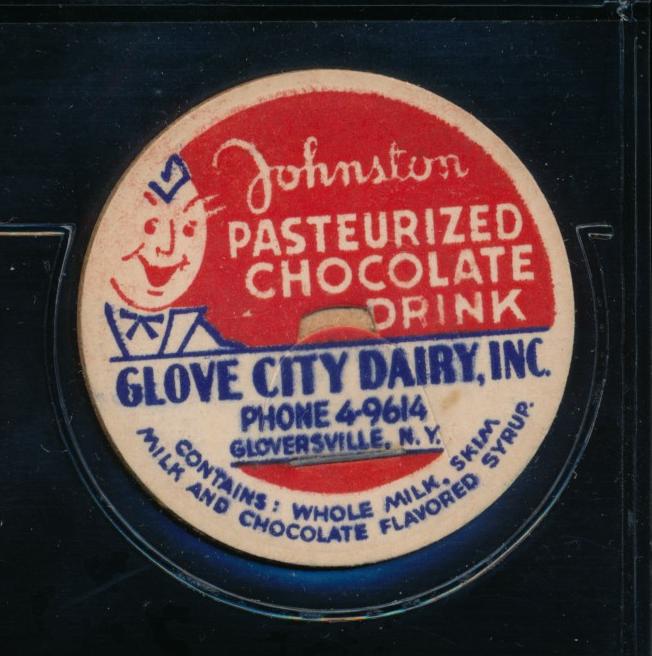 Johnston
PASTEURIZED
CHOCOLATE
DRINK
GLOVE CITY DAIRY, INC.
PHONE 4-9614
GLOVERSVILLE, N.Y.
CONTAINS: WHOLE MILK, SKIM
MILK AND CHOCOLATE FLAVORED SYRUP.